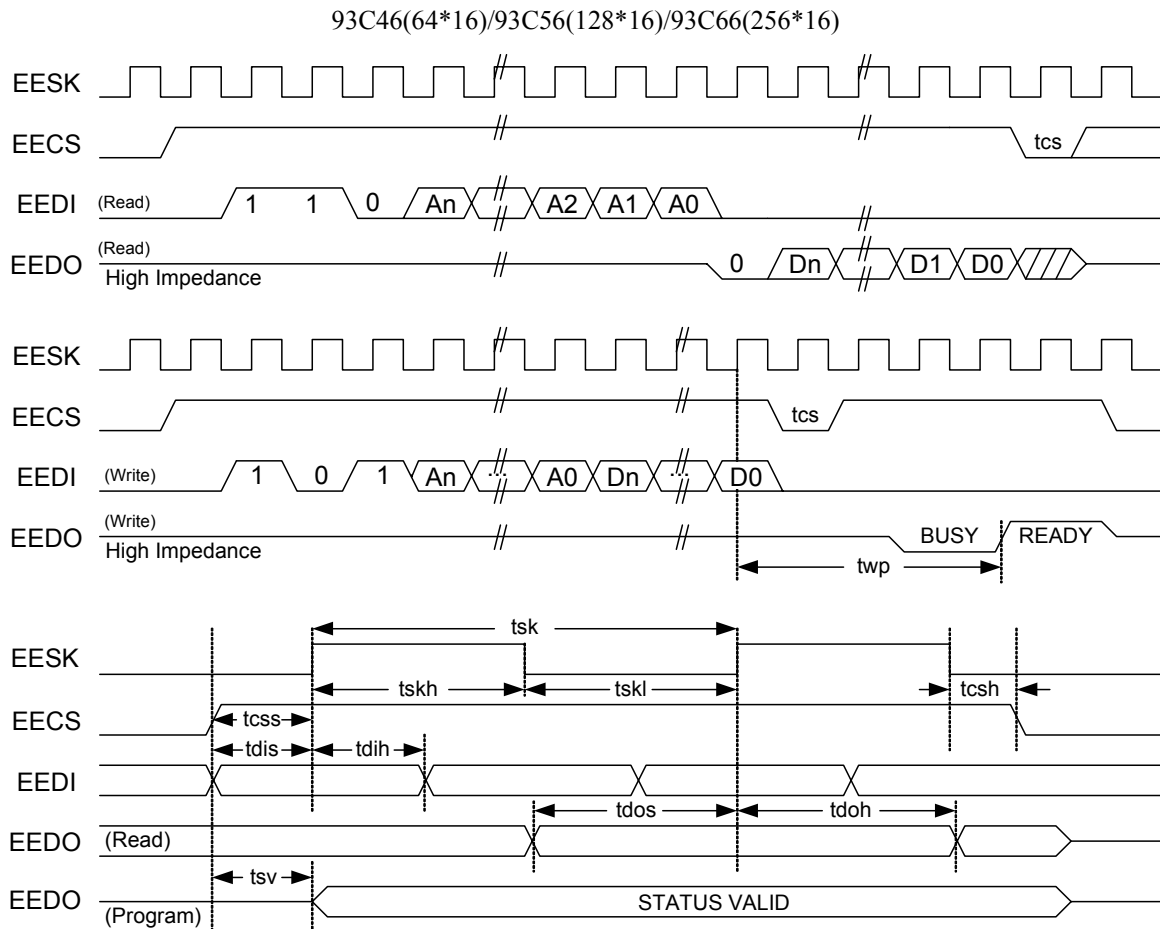 93C46(64*16)/93C56(128*16)/93C66(256*16)
EESK
EECS tcs
EEDI (Read) 1 1 0 An A2 A1 A0
EEDO (Read) High Impedance 0 Dn D1 D0
EESK
EECS tcs
EEDI (Write) 1 0 1 An ... A0 Dn ... D0
EEDO (Write) High Impedance BUSY READY
twp
tsk
EESK
tskh tskl tcsh
EECS tcss
tdis tdih
EEDI
tdos tdoh
EEDO (Read)
tsv
EEDO (Program) STATUS VALID